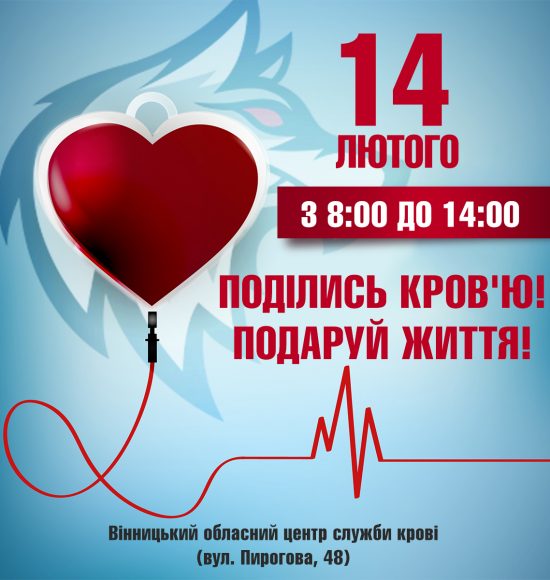 14
ЛЮТОГО
З 8:00 ДО 14:00
ПОДІЛИСЬ КРОВ'Ю!
ПОДАРУЙ ЖИТТЯ!
Вінницький обласний центр служби крові
(вул. Пирогова, 48)